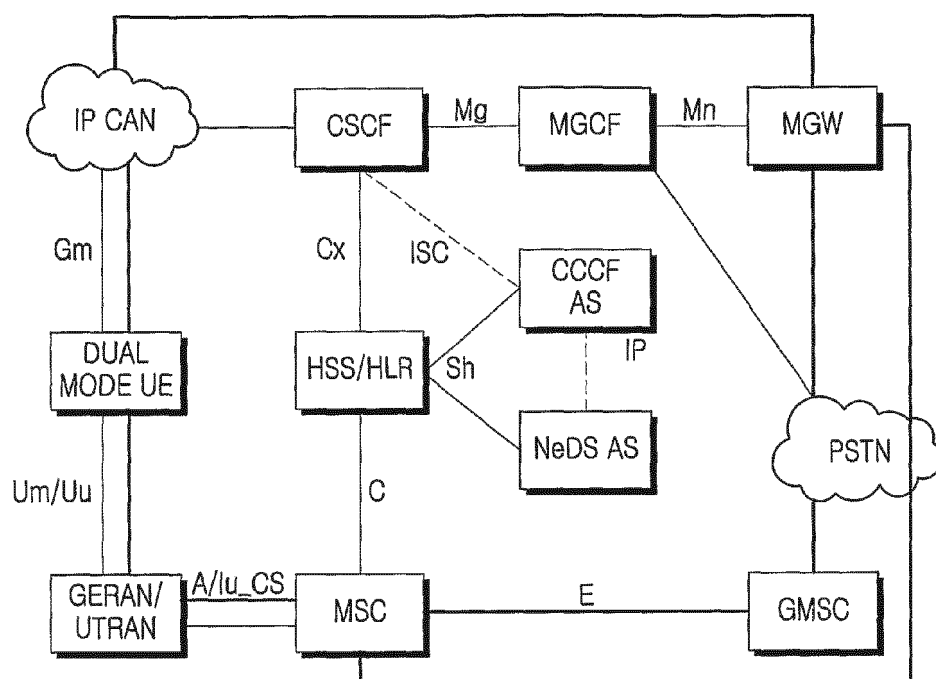 IP CAN
CSCF
Mg
MGCF
Mn
MGW
Gm
Cx
ISC
CCCF
AS
DUAL
MODE UE
HSS/HLR
Sh
IP
NeDS AS
PSTN
Um/Uu
C
GERAN/
UTRAN
A/Iu_CS
MSC
E
GMSC